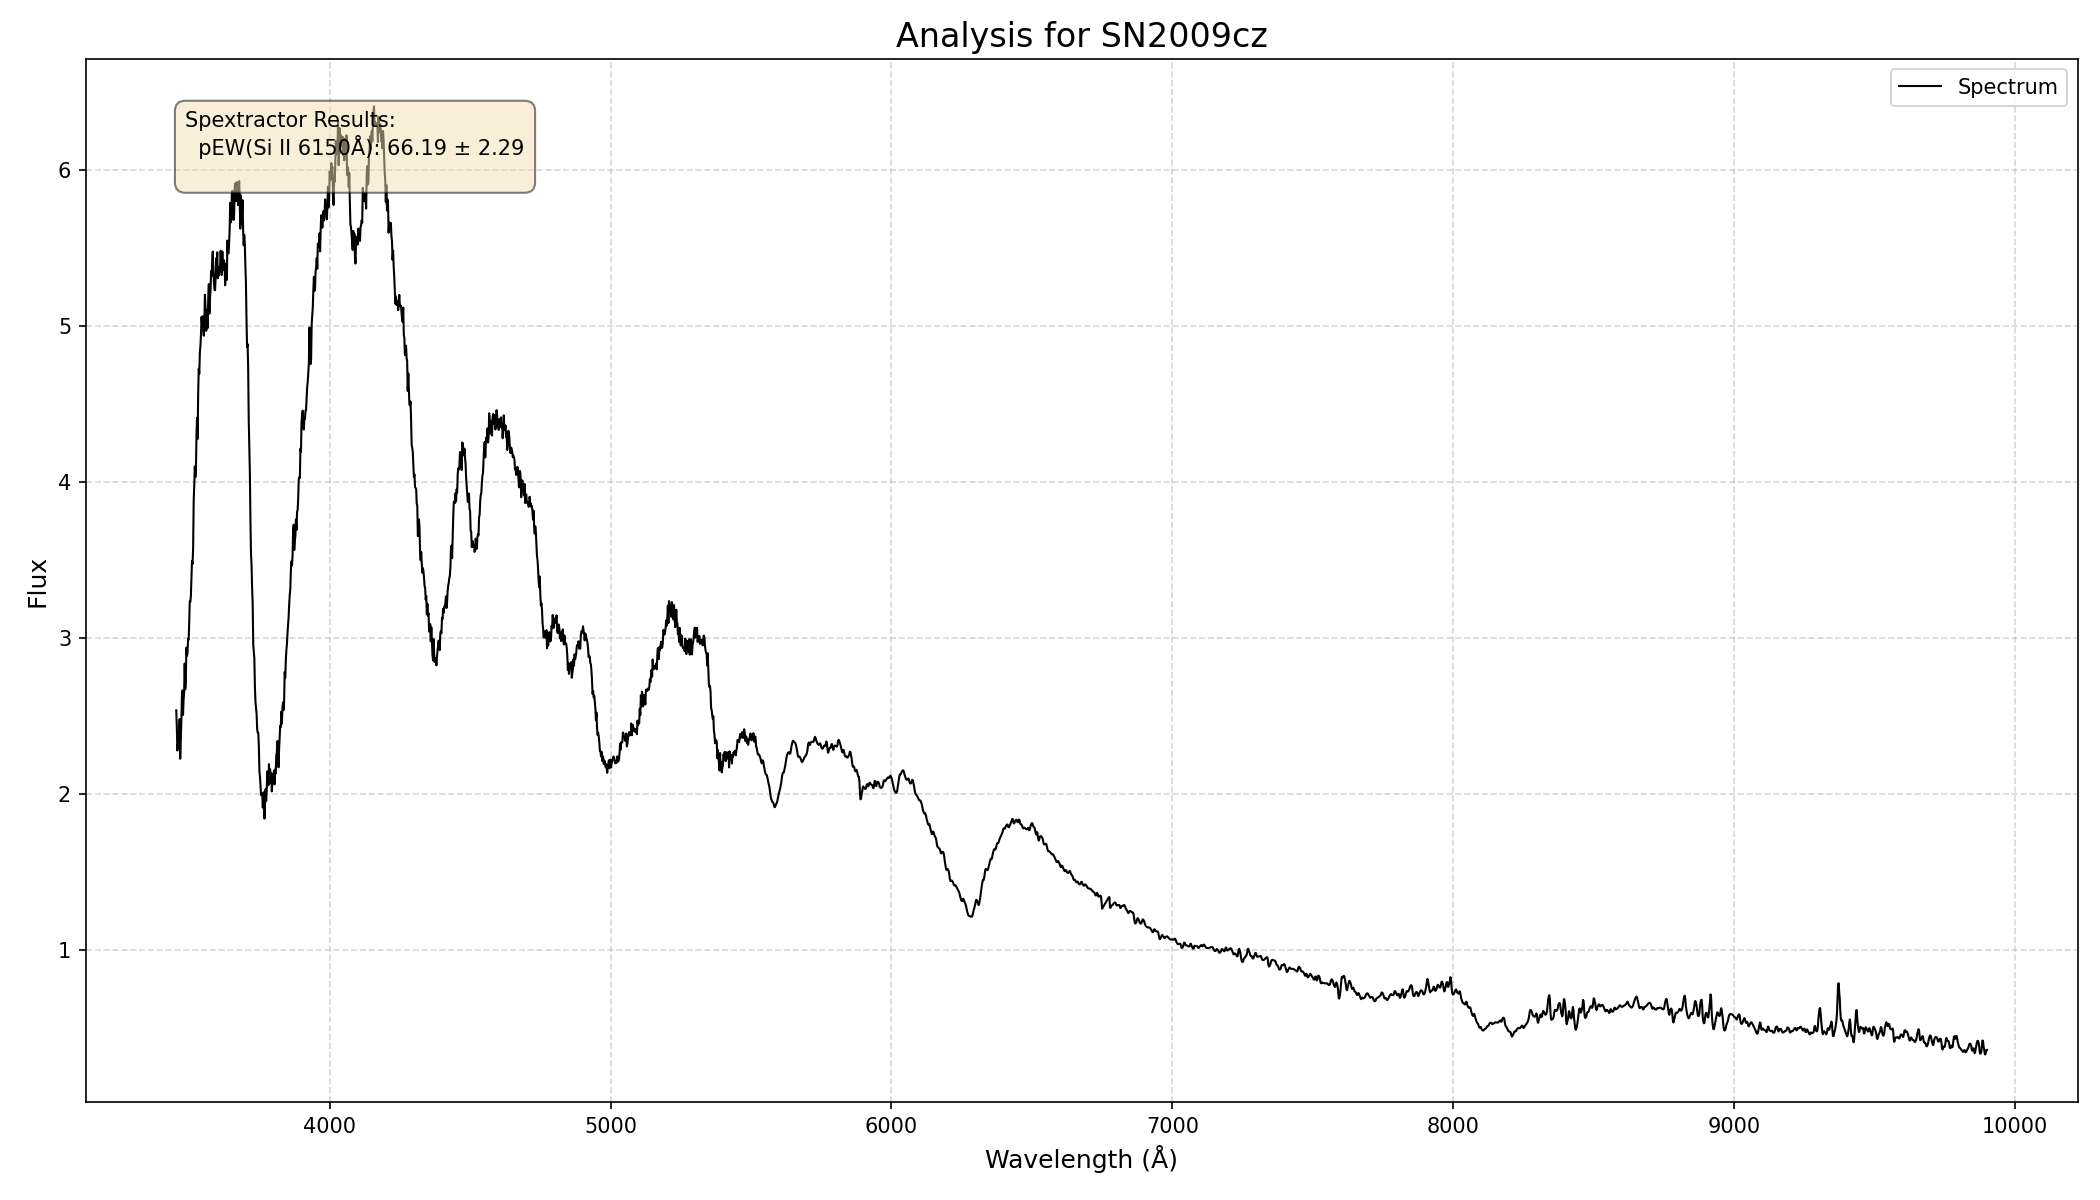 Analysis for SN2009cz
Spectrum
Spextractor Results:
pEW(Si II 6150Å): 66.19 ± 2.29
Flux
6
5
4
3
2
1
4000 5000 6000 7000 8000 9000 10000
Wavelength (Å)